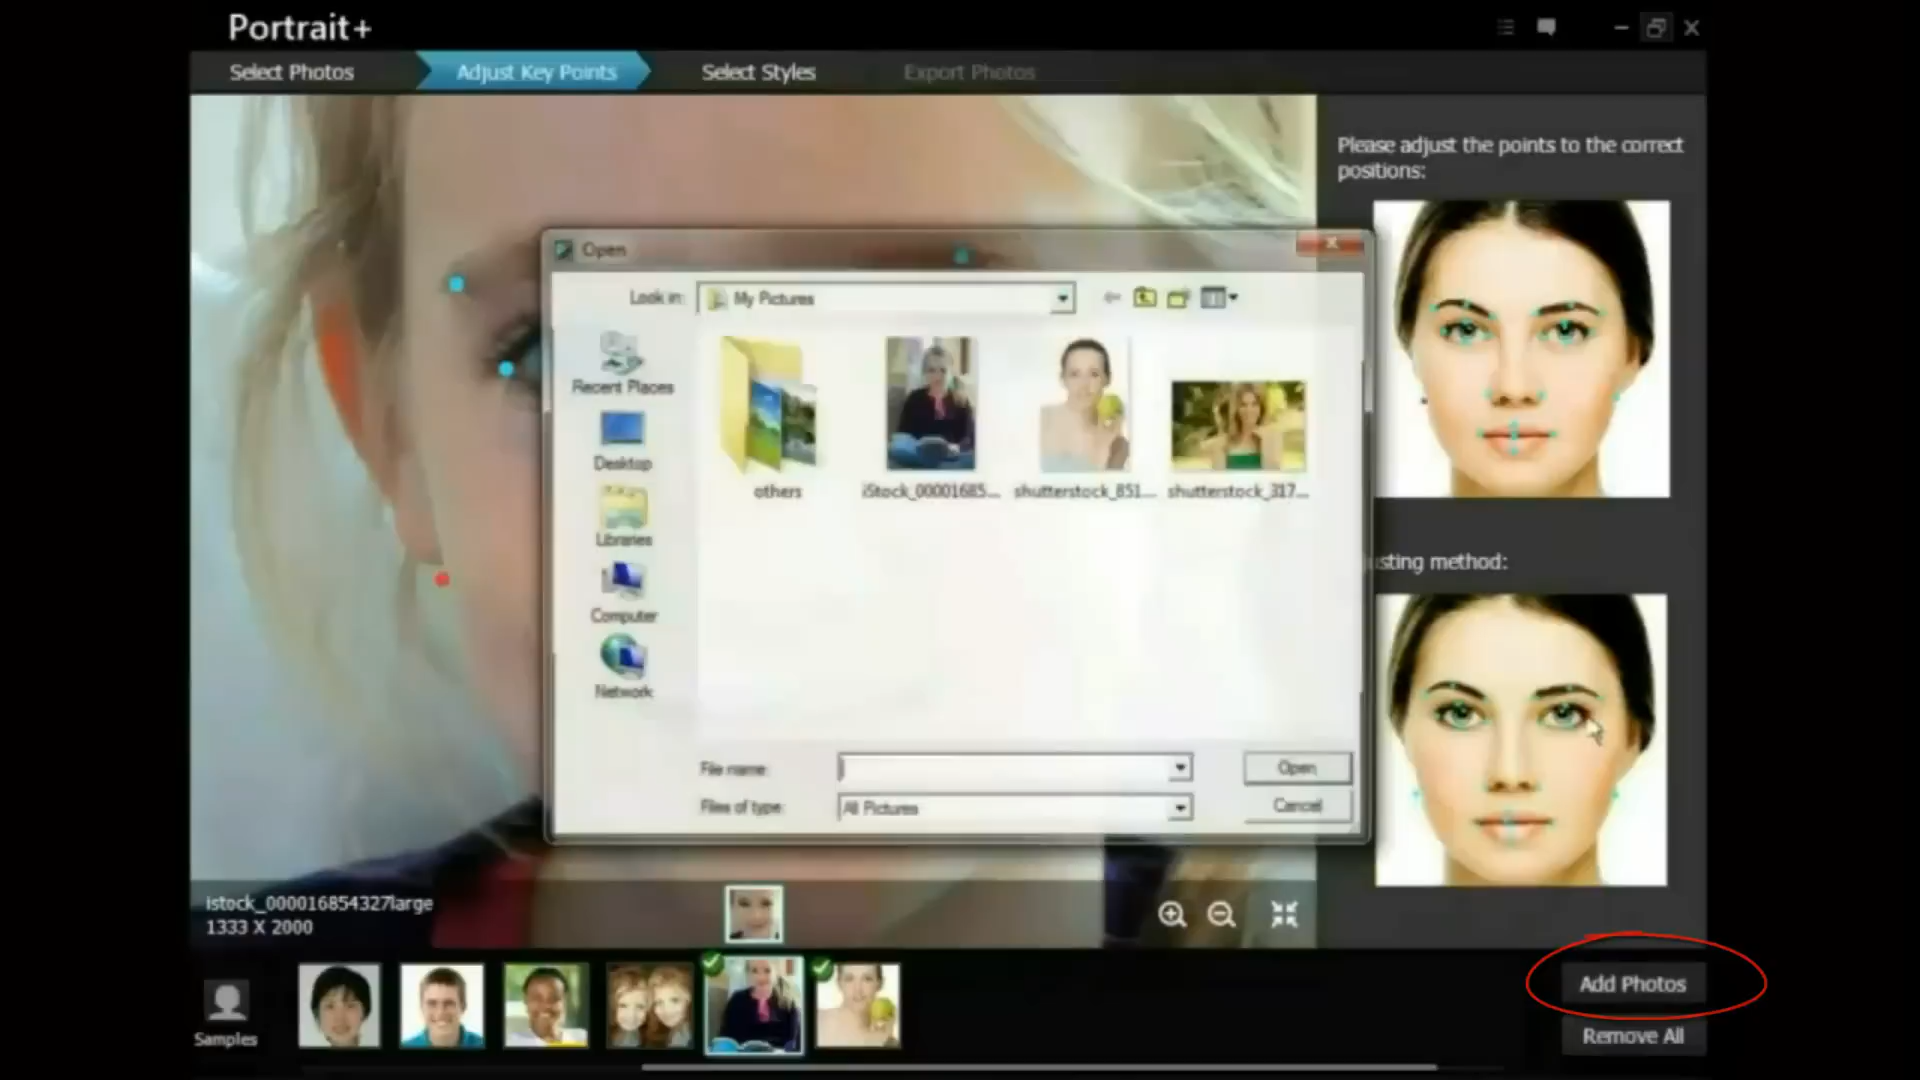 Portrait+
Select Photos
Adjust Key Points
Select Styles
Export Photos
Please adjust the points to the correct
positions:
Open
Look in:
My Pictures
Recent Places
Desktop
Libraries
Computer
Network
others
iStock_00001685...
shutterstock_851...
shutterstock_317...
File name:
Open
Files of type:
All Pictures
Cancel
usting method:
istock_000016854327large
1333 X 2000
Samples
Add Photos
Remove All